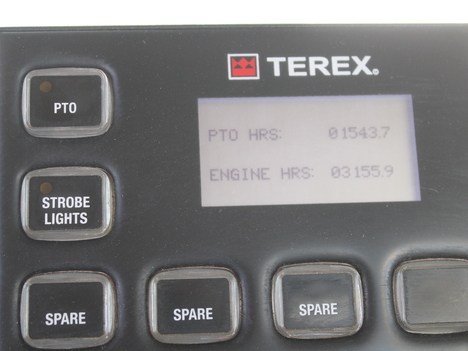 TEREX®
PTO
PTO HRS: 01543.7
ENGINE HRS: 03155.9
STROBE
LIGHTS
SPARE
SPARE
SPARE